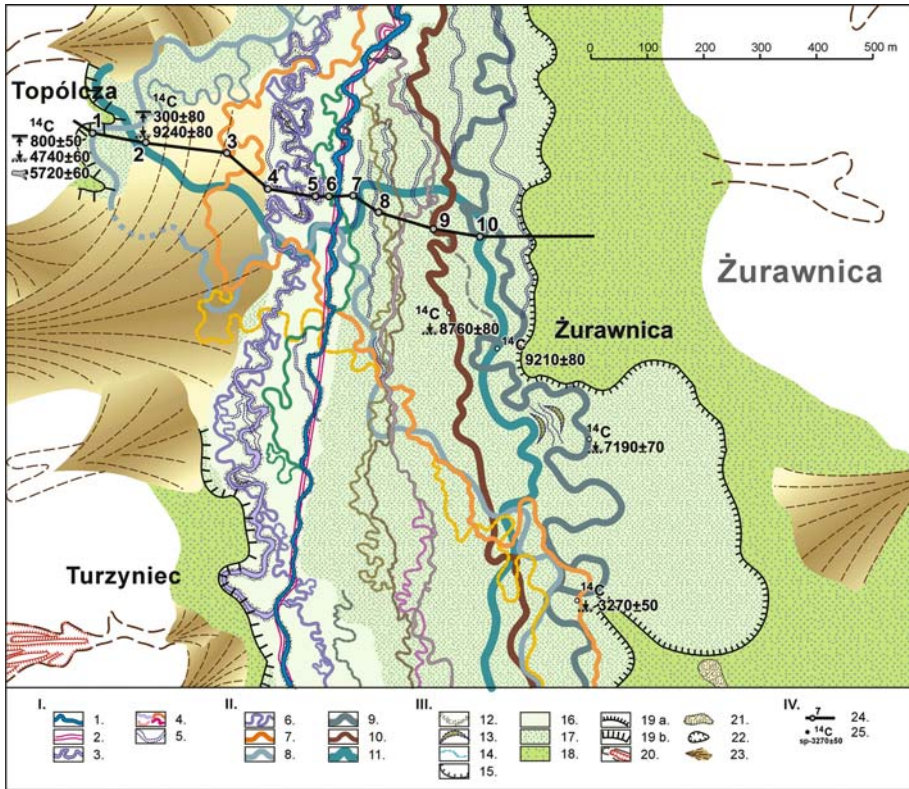 0 100 200 300 400 500 m
Topólcza
14C
800±50
4740±60
5720±60
14C
300±80
9240±80
1
2
3
4
5
6
7
8
9
10
Żurawnica
Żurawnica
14C
8760±80
14C
9210±80
14C
7190±70
Turzyniec
14C
3270±50
I. II. III. IV.
1. 4. 6. 9. 12. 16. 19 a. 21. 7 24.
2. 5. 7. 10. 13. 17. 19 b. 22. 14C 25.
3. 8. 11. 14. 18. 20. 23. sp-3270±50
15.